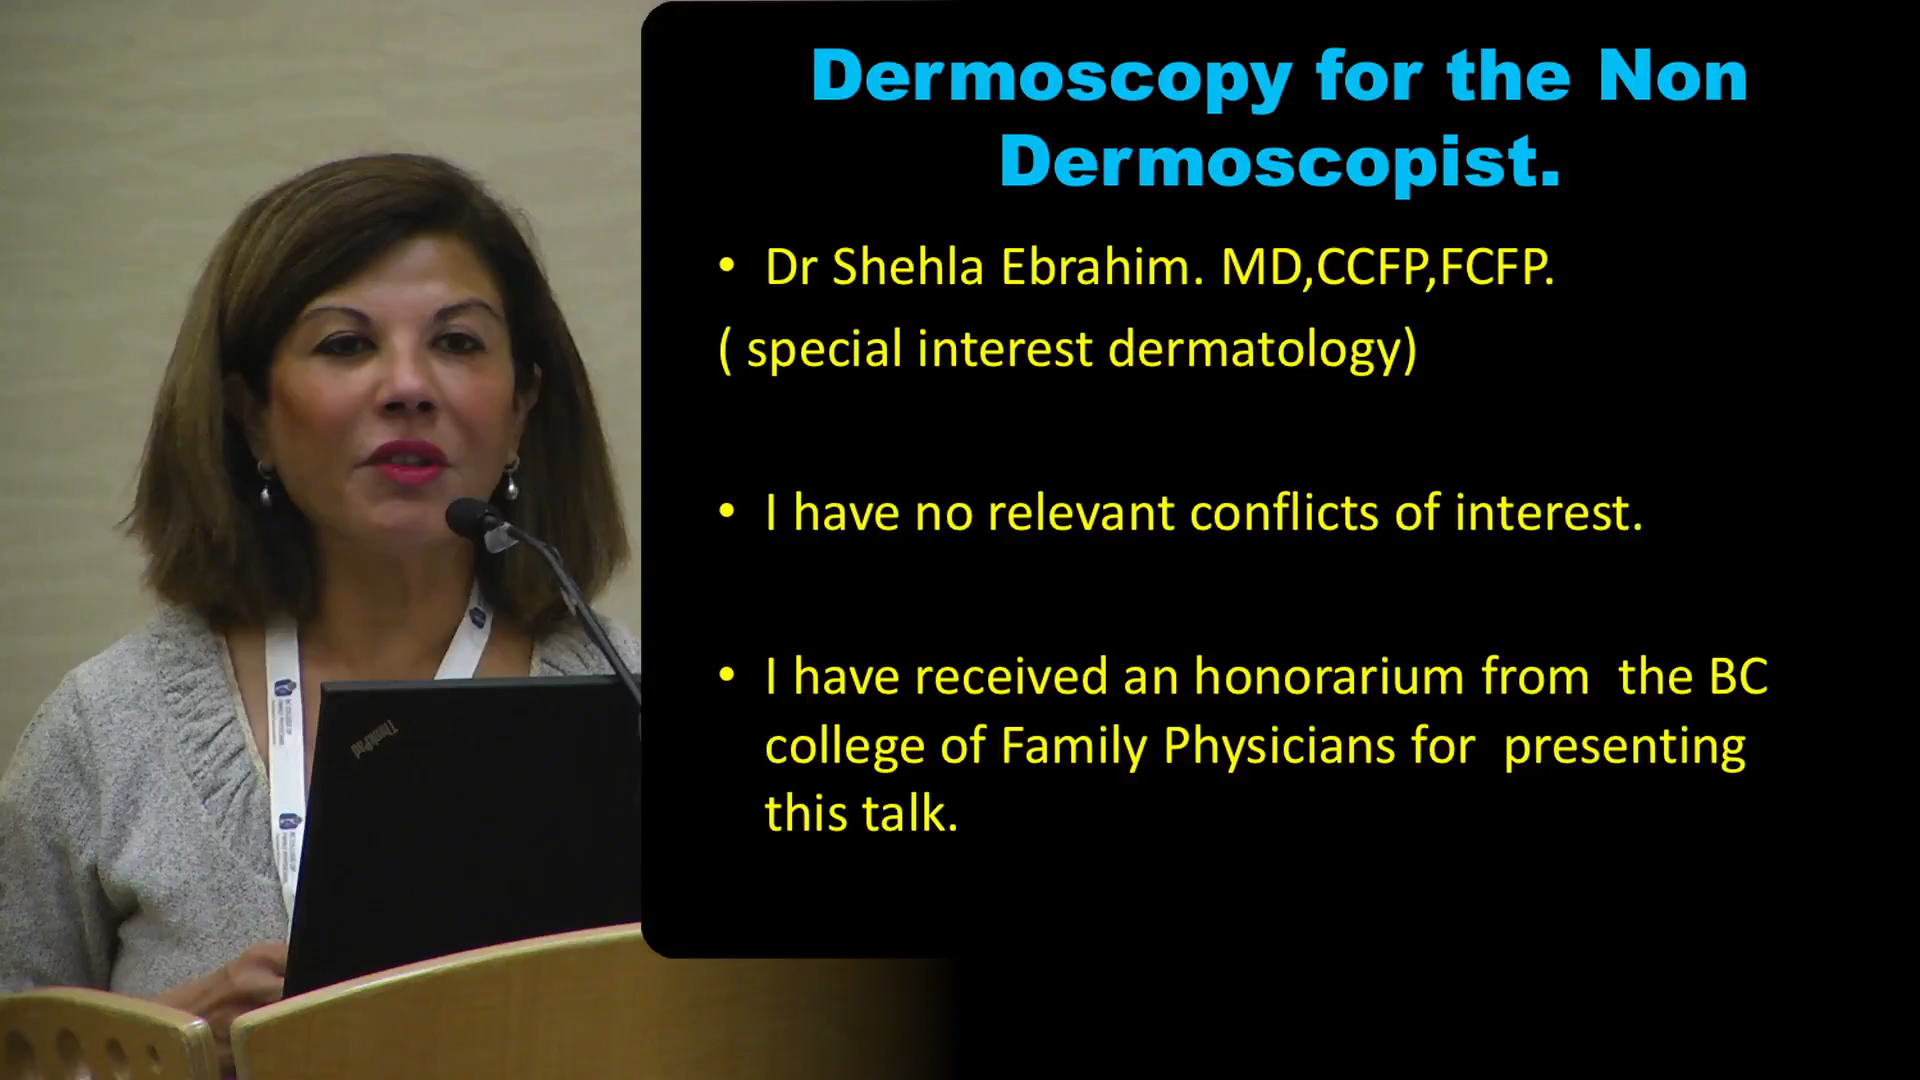 Dermoscopy for the Non
Dermoscopist.
• Dr Shehla Ebrahim. MD,CCFP,FCFP.
( special interest dermatology)
• I have no relevant conflicts of interest.
• I have received an honorarium from  the BC
college of Family Physicians for  presenting
this talk.
ThinkPad